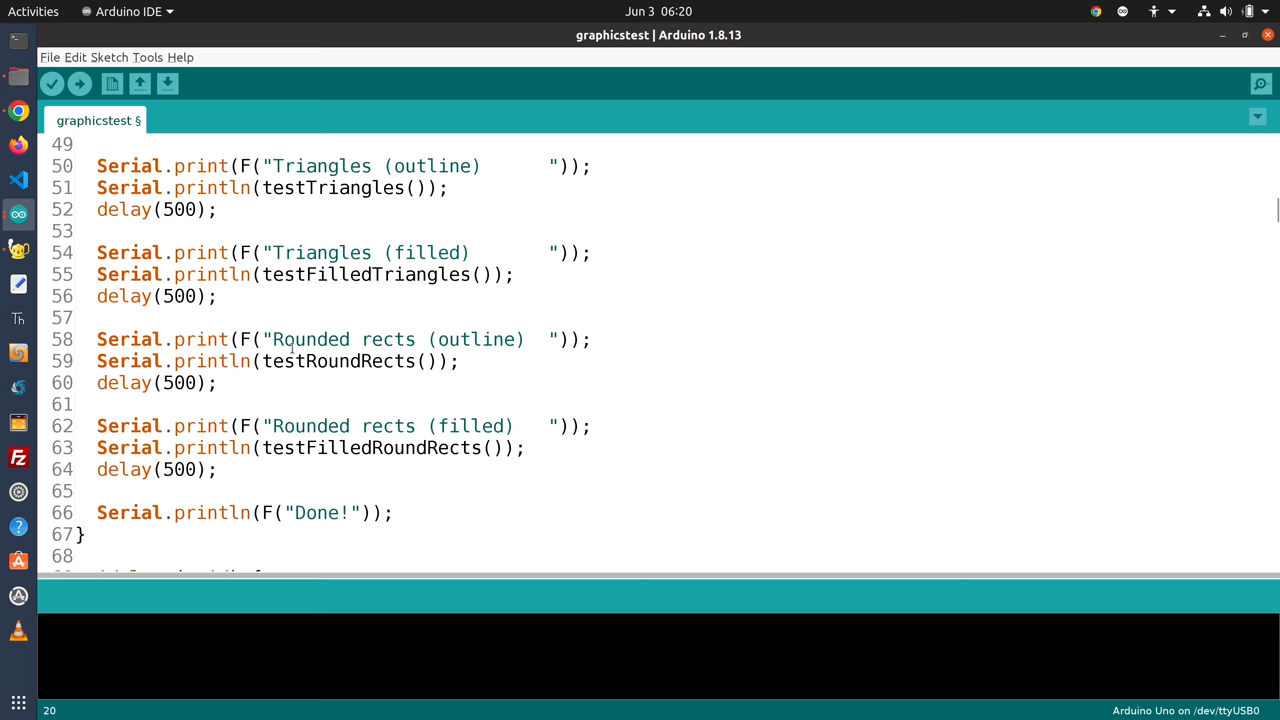 Activities Arduino IDE Jun 3 06:20
graphicstest | Arduino 1.8.13
File Edit Sketch Tools Help
graphicstest §
49
50 Serial.print(F("Triangles (outline)      "));
51 Serial.println(testTriangles());
52 delay(500);
53
54 Serial.print(F("Triangles (filled)       "));
55 Serial.println(testFilledTriangles());
56 delay(500);
57
58 Serial.print(F("Rounded rects (outline)  "));
59 Serial.println(testRoundRects());
60 delay(500);
61
62 Serial.print(F("Rounded rects (filled)   "));
63 Serial.println(testFilledRoundRects());
64 delay(500);
65
66 Serial.println(F("Done!"));
67 }
68
Th
Fz
20 Arduino Uno on /dev/ttyUSB0